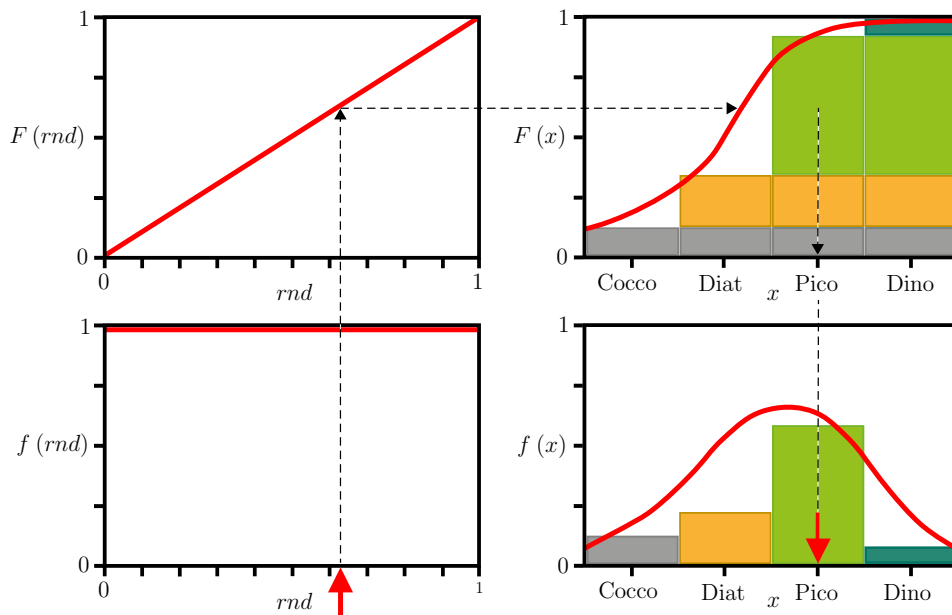 1
F (rnd)
0
0
rnd
1
1
F (x)
0
Cocco
Diat
x
Pico
Dino
1
f (rnd)
0
0
rnd
1
1
f (x)
0
Cocco
Diat
x
Pico
Dino